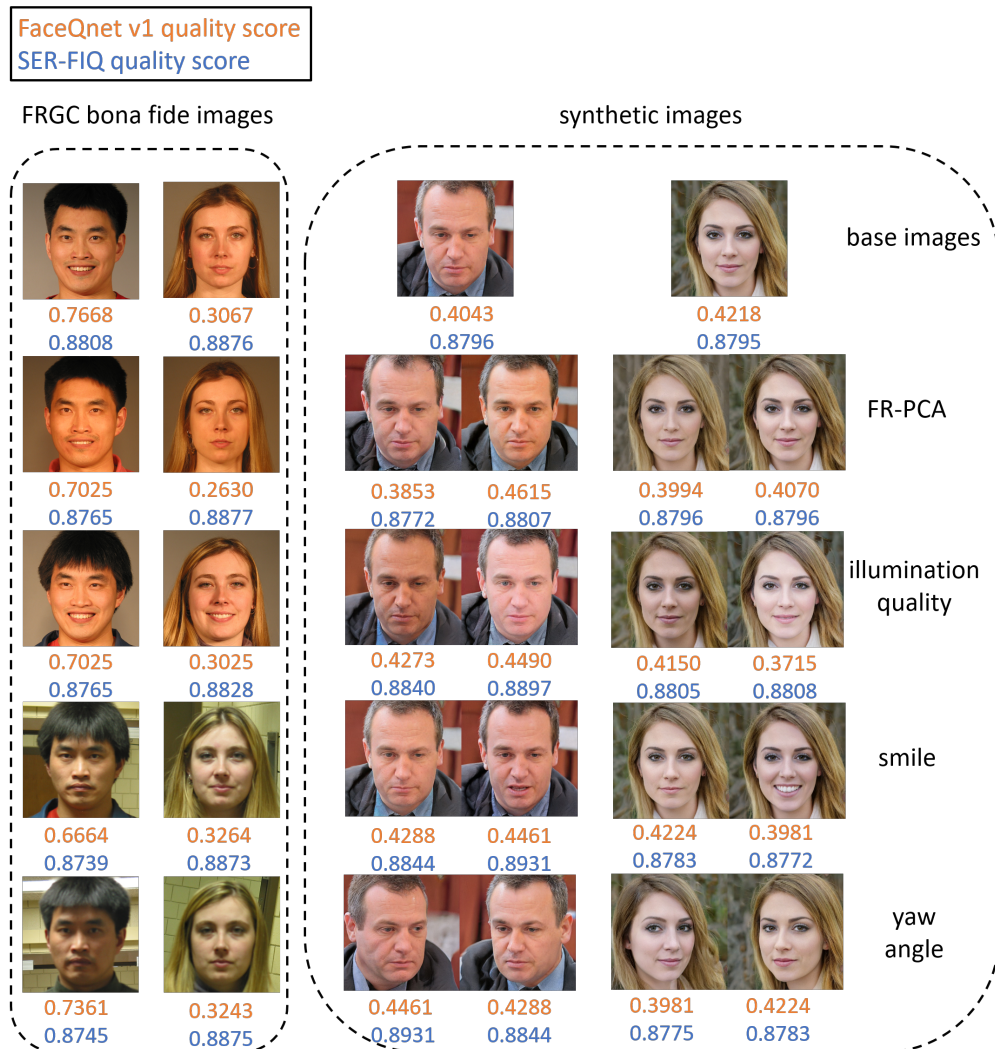 FaceQnet v1 quality score
SER-FIQ quality score
FRGC bona fide images
synthetic images
0.7668 0.3067 0.4043 0.4218 base images
0.8808 0.8876 0.8796 0.8795
FR-PCA
0.7025 0.2630 0.3853 0.4615 0.3994 0.4070
0.8765 0.8877 0.8772 0.8807 0.8796 0.8796
illumination
quality
0.7025 0.3025 0.4273 0.4490 0.4150 0.3715
0.8765 0.8828 0.8840 0.8897 0.8805 0.8808
smile
0.6664 0.3264 0.4288 0.4461 0.4224 0.3981
0.8739 0.8873 0.8844 0.8931 0.8783 0.8772
yaw
angle
0.7361 0.3243 0.4461 0.4288 0.3981 0.4224
0.8745 0.8875 0.8931 0.8844 0.8775 0.8783